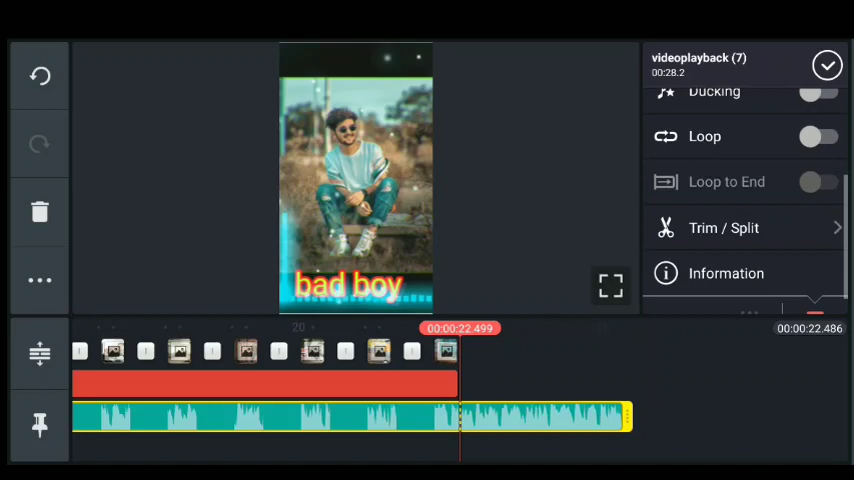 videoplayback (7)
00:28.2
Ducking
Loop
Loop to End
Trim / Split
Information
bad boy
20
00:00:22.499
00:00:22.486